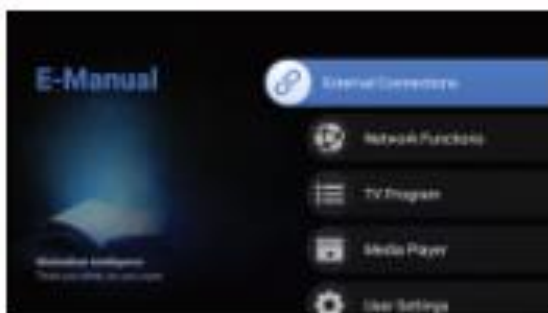 E-Manual
External Connections
Network Functions
TV Program
Media Player
User Settings